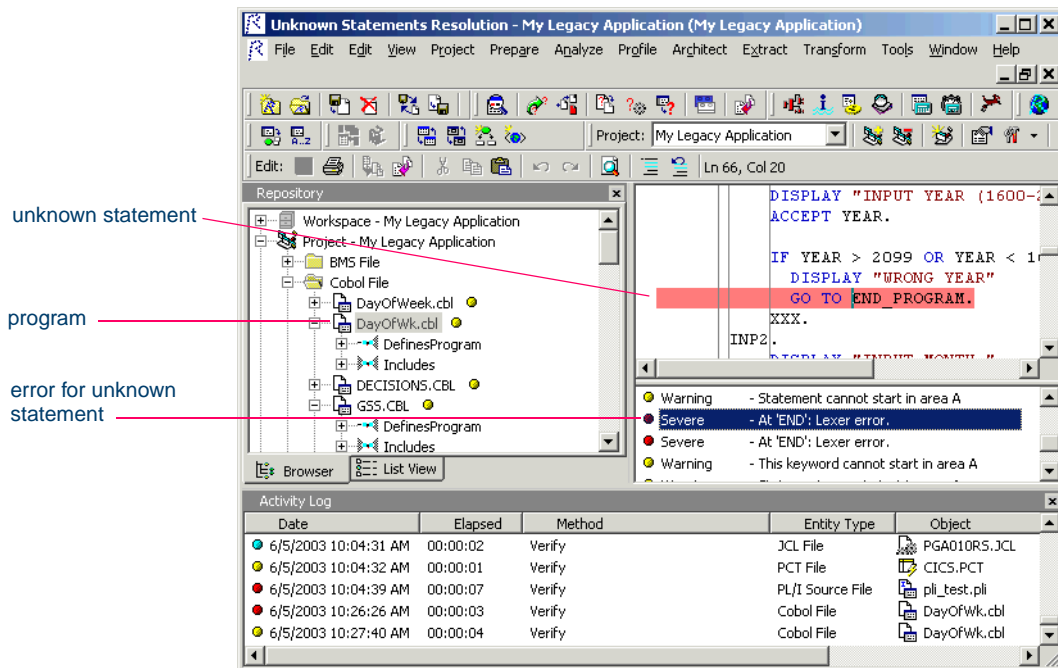 Unknown Statements Resolution - My Legacy Application (My Legacy Application)
File Edit Edit View Project Prepare Analyze Profile Architect Extract Transform Tools Window Help
Project: My Legacy Application
Edit: Ln 66, Col 20
Repository
Workspace - My Legacy Application
Project - My Legacy Application
BMS File
Cobol File
DayOfWeek.cbl
DayOfWk.cbl
DefinesProgram
Includes
DECISIONS.CBL
GSS.CBL
DefinesProgram
Includes
Browser List View
unknown statement
program
error for unknown
statement
DISPLAY "INPUT YEAR (1600-2
ACCEPT YEAR.
IF YEAR > 2099 OR YEAR < 1
DISPLAY "WRONG YEAR"
GO TO END_PROGRAM.
XXX.
INP2.
DISPLAY "INPUT MONTH "
Warning - Statement cannot start in area A
Severe - At 'END': Lexer error.
Severe - At 'END': Lexer error.
Warning - This keyword cannot start in area A
Activity Log
Date Elapsed Method Entity Type Object
6/5/2003 10:04:31 AM 00:00:02 Verify JCL File PGA010RS.JCL
6/5/2003 10:04:32 AM 00:00:01 Verify PCT File CICS.PCT
6/5/2003 10:04:39 AM 00:00:07 Verify PL/I Source File pli_test.pli
6/5/2003 10:26:26 AM 00:00:03 Verify Cobol File DayOfWk.cbl
6/5/2003 10:27:40 AM 00:00:04 Verify Cobol File DayOfWk.cbl